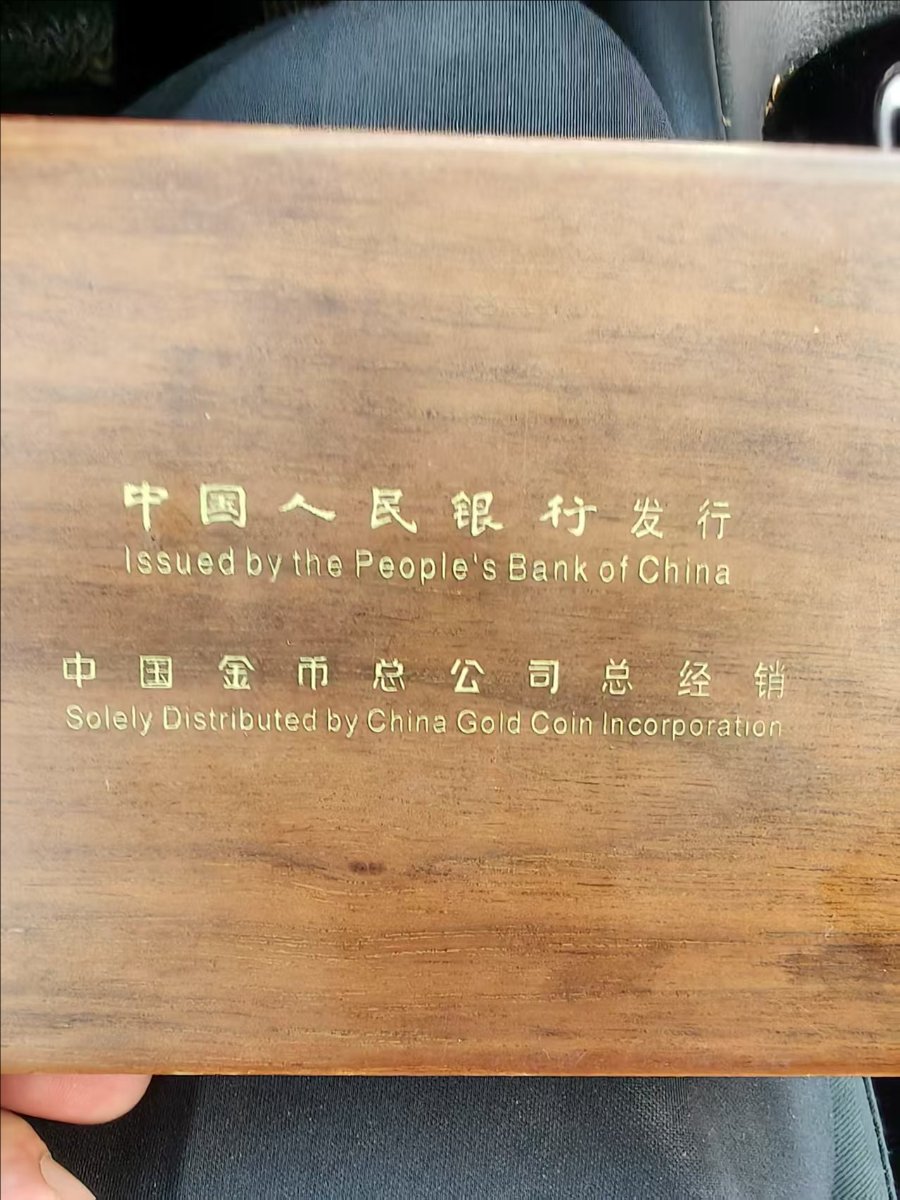 中国人民银行发行
Issued by the People's Bank of China
中国金币总公司总经销
Solely Distributed by China Gold Coin Incorporation